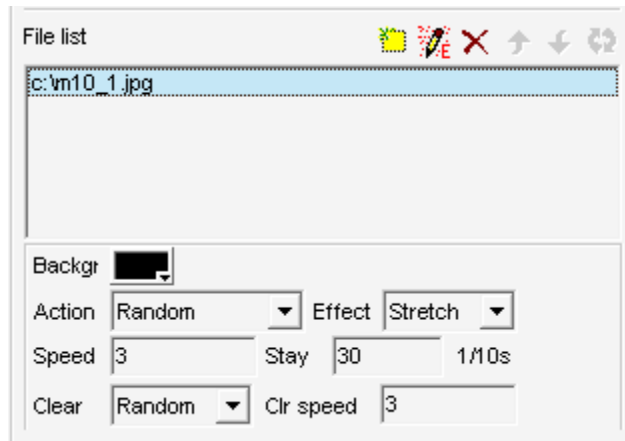 File list
E
c:\m10_1.jpg
Backgr
Action Random Effect Stretch
Speed 3 Stay 30 1/10s
Clear Random Clr speed 3